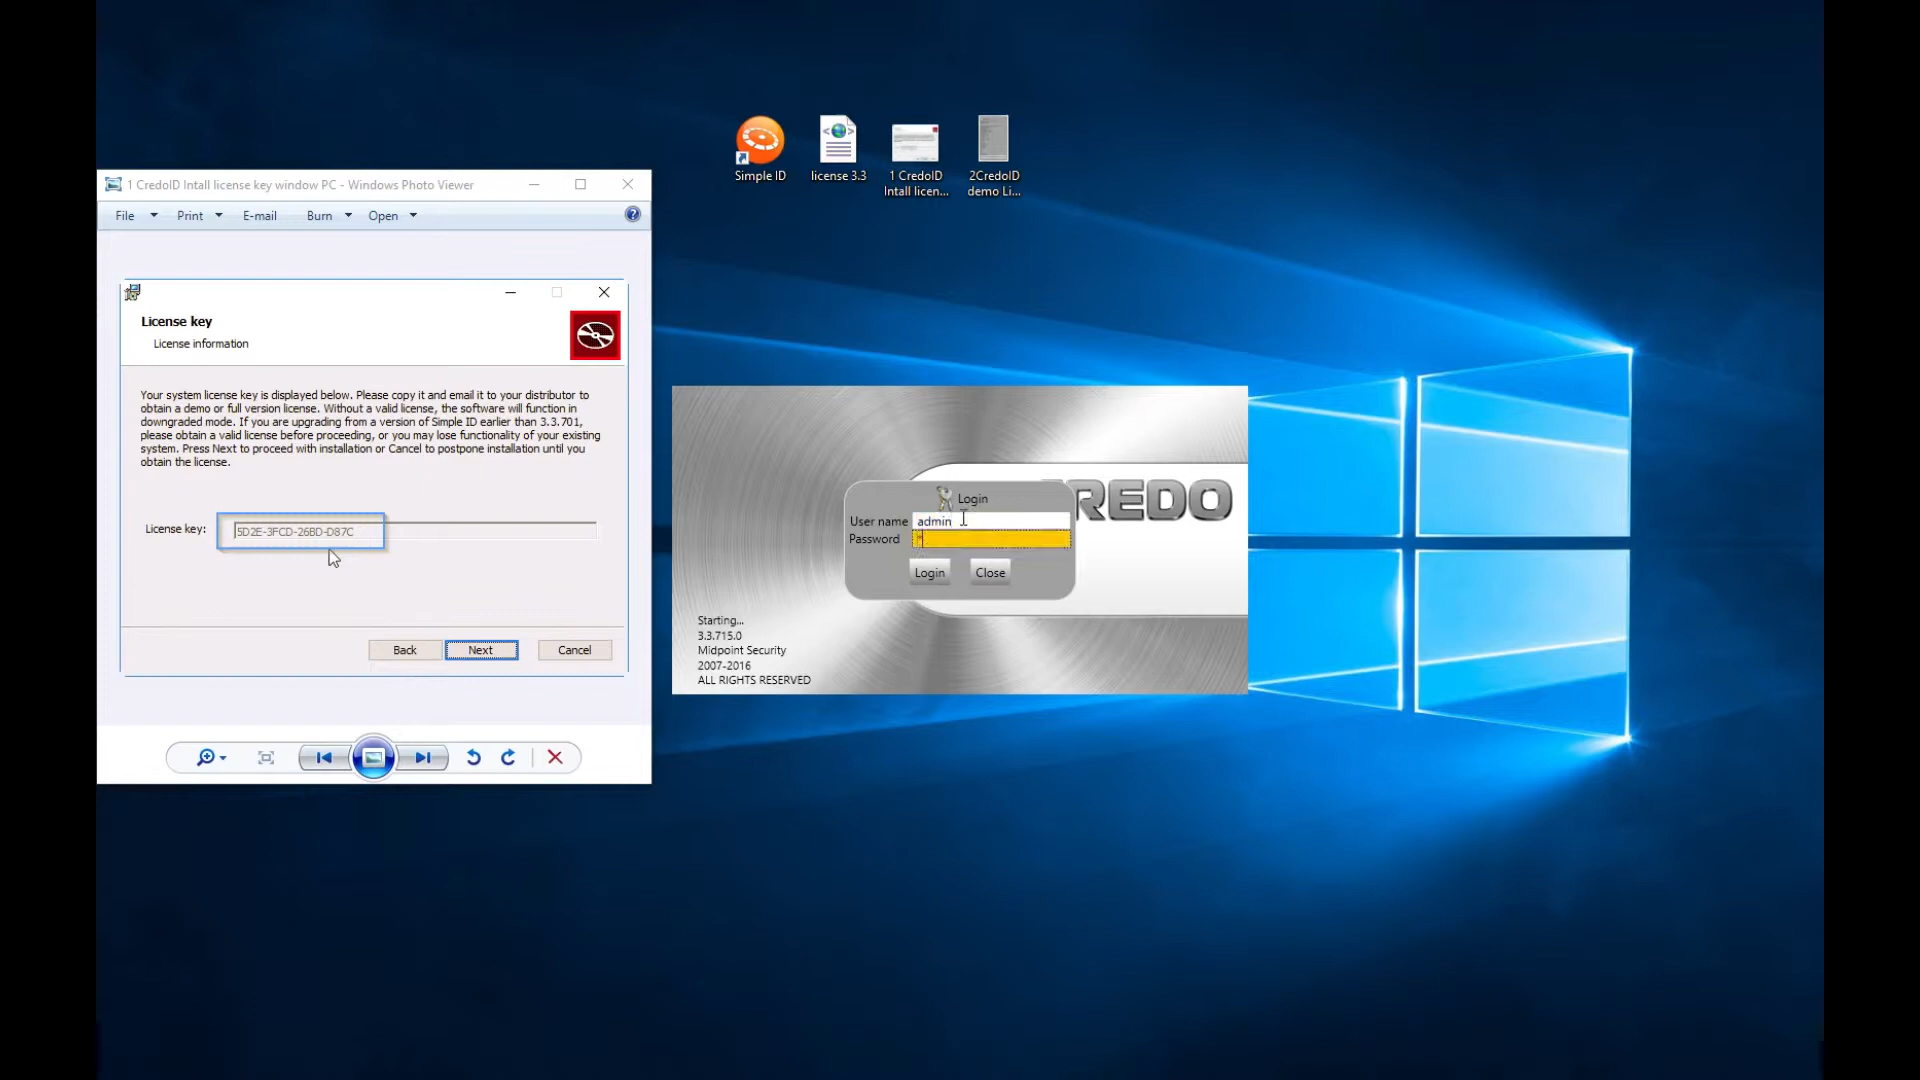 Simple ID
license 3.3
1 CredoID
Intall licen...
2CredoID
demo Li...
1 CredoID Intall license key window PC - Windows Photo Viewer
File Print E-mail Burn Open
License key
License information
Your system license key is displayed below. Please copy it and email it to your distributor to
obtain a demo or full version license. Without a valid license, the software will function in
downgraded mode. If you are upgrading from a version of Simple ID earlier than 3.3.701,
please obtain a valid license before proceeding, or you may lose functionality of your existing
system. Press Next to proceed with installation or Cancel to postpone installation until you
obtain the license.
License key: 5D2E-3FCD-26BD-D87C
Back Next Cancel
REDO
Login
User name admin
Password *
Login Close
Starting...
3.3.715.0
Midpoint Security
2007-2016
ALL RIGHTS RESERVED